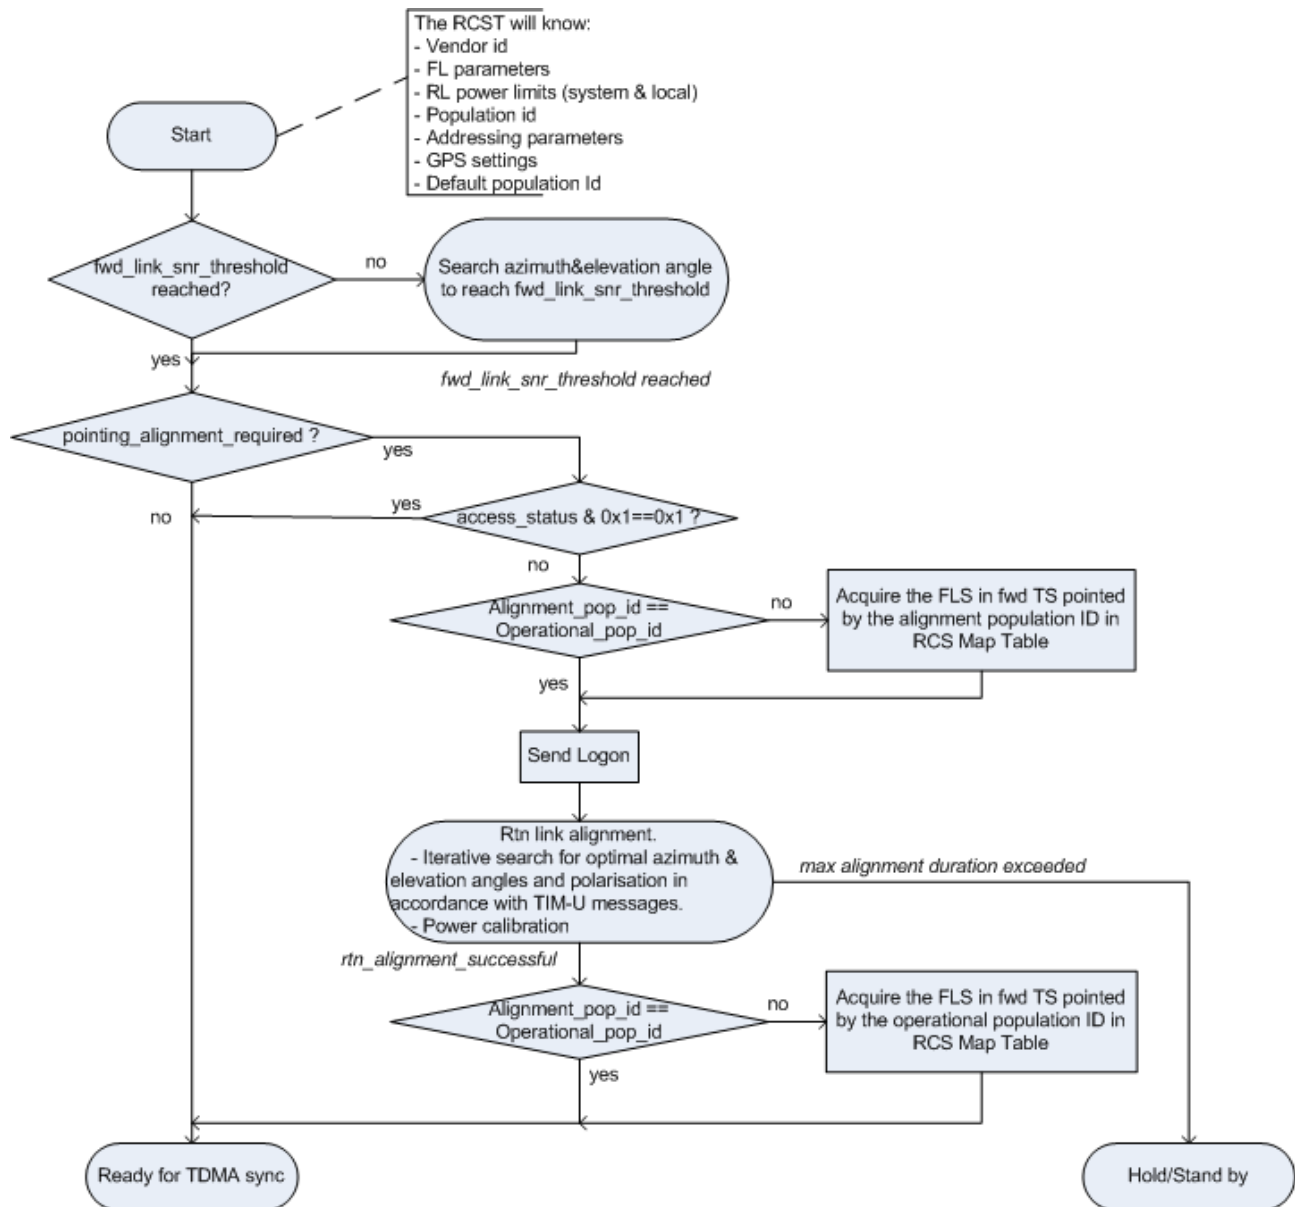 The RCST will know:
- Vendor id
- FL parameters
- RL power limits (system & local)
- Population id
- Addressing parameters
- GPS settings
- Default population Id
Start
fwd_link_snr_threshold
reached?
no
Search azimuth&elevation angle
to reach fwd_link_snr_threshold
yes
fwd_link_snr_threshold reached
pointing_alignment_required ?
yes
no
yes
access_status & 0x1==0x1 ?
no
Alignment_pop_id ==
Operational_pop_id
no
Acquire the FLS in fwd TS pointed
by the alignment population ID in
RCS Map Table
yes
Send Logon
Rtn link alignment.
- Iterative search for optimal azimuth &
elevation angles and polarisation in
accordance with TIM-U messages.
- Power calibration
max alignment duration exceeded
rtn_alignment_successful
Alignment_pop_id ==
Operational_pop_id
no
Acquire the FLS in fwd TS pointed
by the operational population ID in
RCS Map Table
yes
Ready for TDMA sync
Hold/Stand by